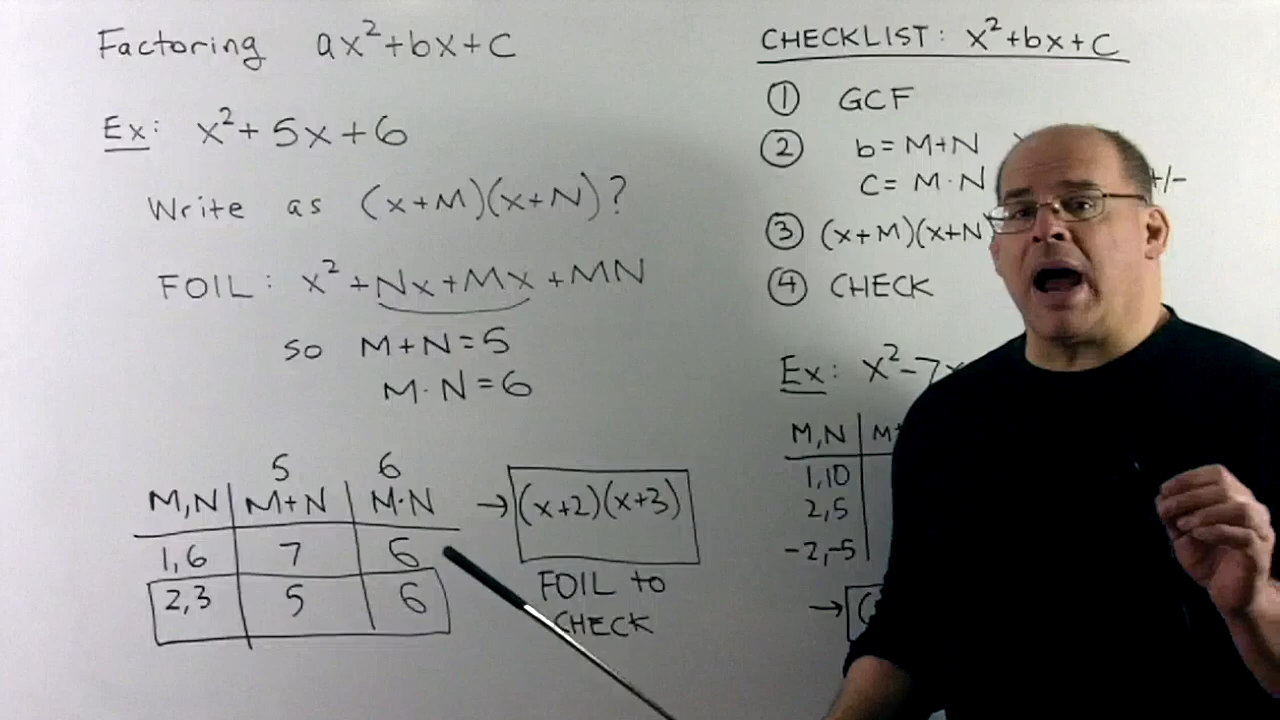 Factoring ax²+bx+c
Ex: x²+5x+6
Write as (x+M)(x+N)?
FOIL: x²+Nx+Mx+MN
so M+N=5
M·N=6
5 6
M,N M+N M·N
1,6 7 6
2,3 5 6
→ (x+2)(x+3)
FOIL to
CHECK
CHECKLIST: x²+bx+c
① GCF
② b=M+N
c=M·N +/-
③ (x+M)(x+N)
④ CHECK
Ex: x²-7x
M,N M+
1,10
2,5
-2,-5
→ (